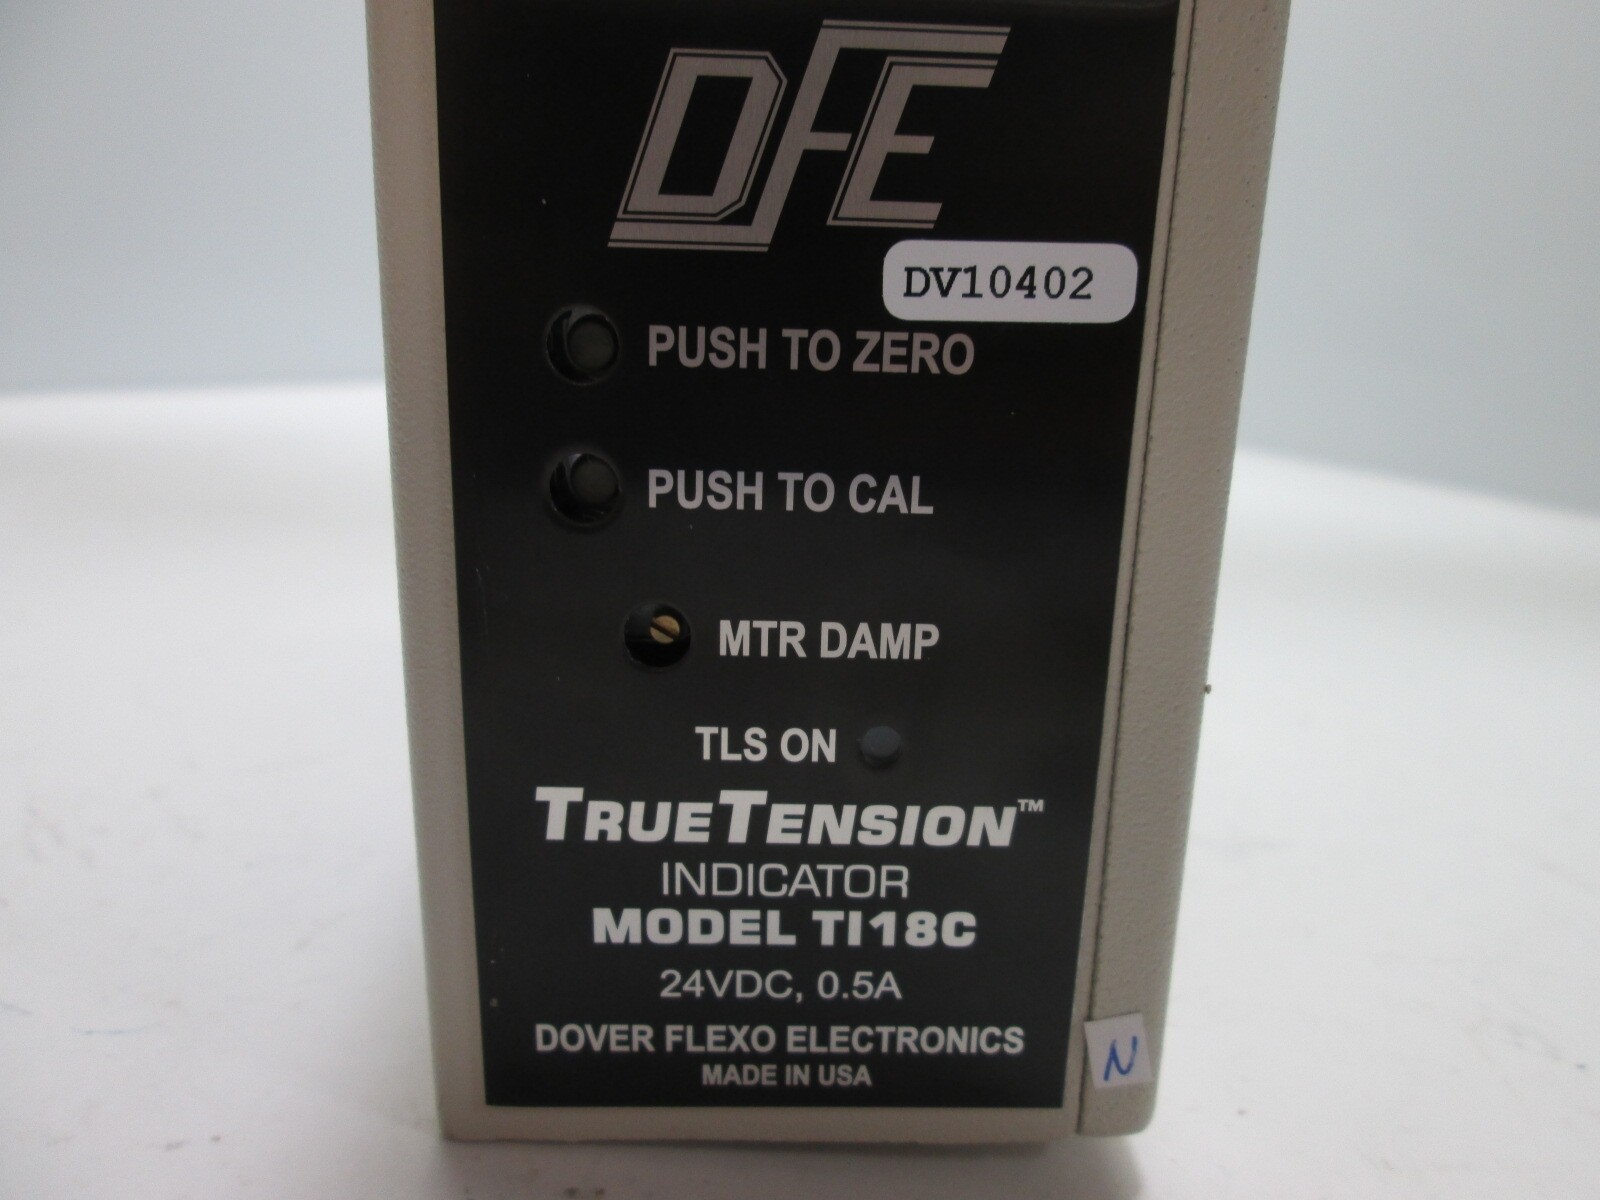 DFE
DV10402
PUSH TO ZERO
PUSH TO CAL
MTR DAMP
TLS ON
TRUETENSION™
INDICATOR
MODEL TI18C
24VDC, 0.5A
DOVER FLEXO ELECTRONICS
MADE IN USA
N